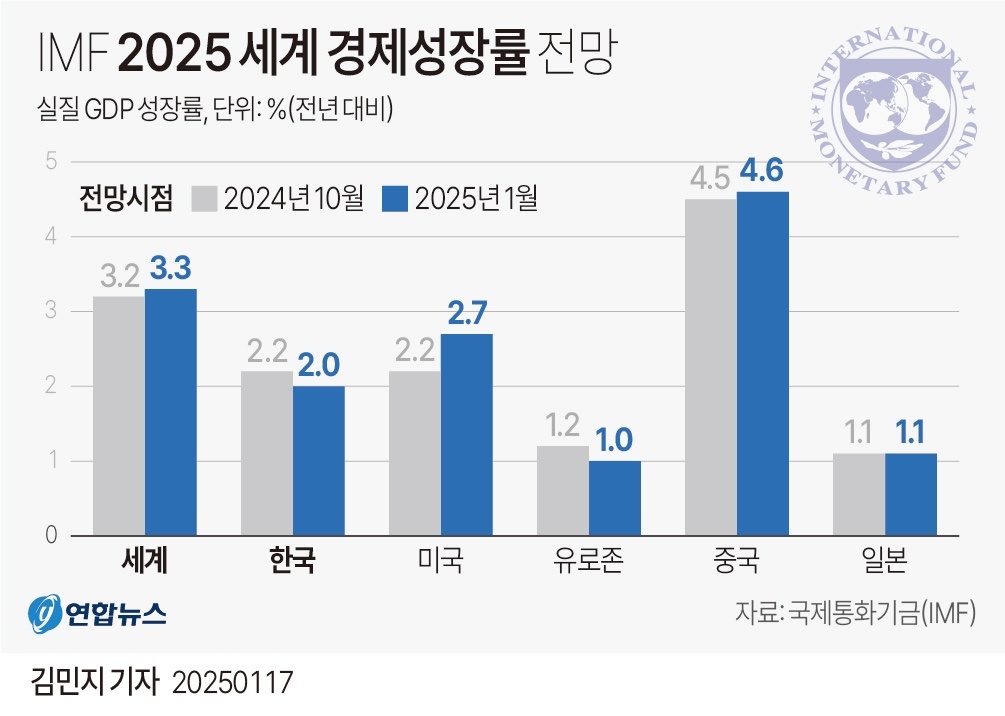 IMF 2025 세계 경제성장률 전망
실질 GDP 성장률, 단위: %(전년 대비)
INTERNATIONAL MONETARY FUND
전망시점 2024년 10월 2025년 1월
5
4
3
2
1
0
3.2 3.3
2.2 2.0
2.2 2.7
1.2 1.0
4.5 4.6
1.1 1.1
세계 한국 미국 유로존 중국 일본
연합뉴스
자료: 국제통화기금(IMF)
김민지 기자 20250117